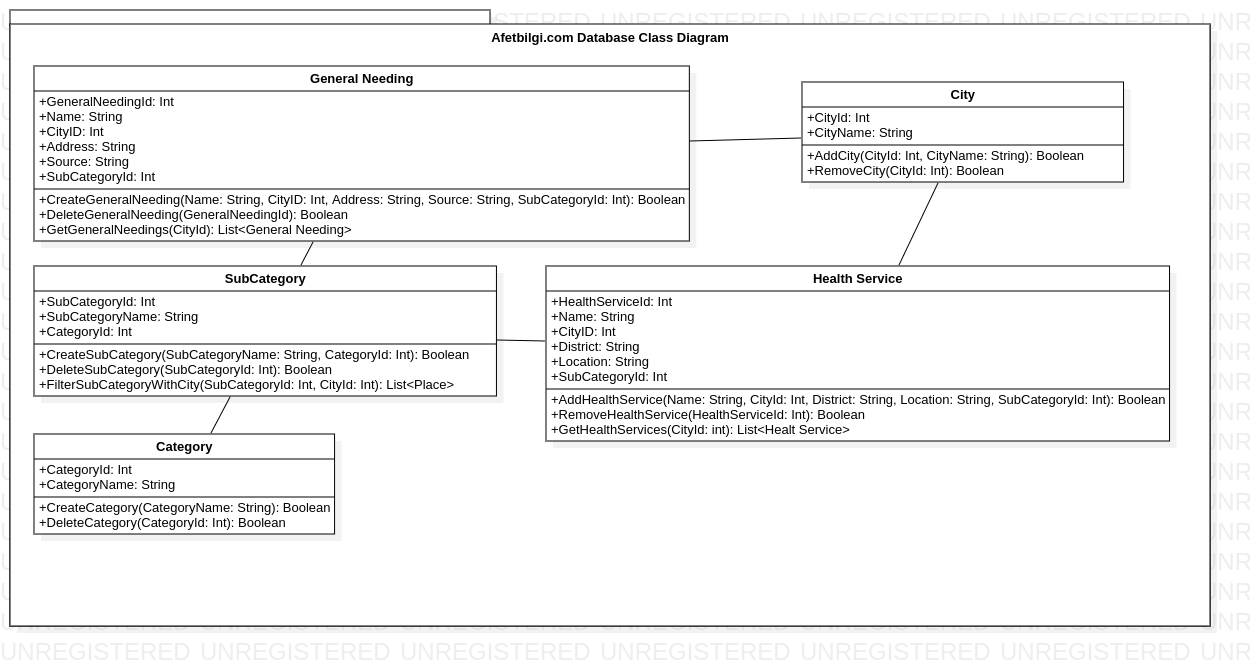 Afetbilgi.com Database Class Diagram
General Needing
+GeneralNeedingId: Int
+Name: String
+CityID: Int
+Address: String
+Source: String
+SubCategoryId: Int
+CreateGeneralNeeding(Name: String, CityID: Int, Address: String, Source: String, SubCategoryId: Int): Boolean
+DeleteGeneralNeeding(GeneralNeedingId): Boolean
+GetGeneralNeedings(CityId): List<General Needing>
City
+CityId: Int
+CityName: String
+AddCity(CityId: Int, CityName: String): Boolean
+RemoveCity(CityId: Int): Boolean
SubCategory
+SubCategoryId: Int
+SubCategoryName: String
+CategoryId: Int
+CreateSubCategory(SubCategoryName: String, CategoryId: Int): Boolean
+DeleteSubCategory(SubCategoryId: Int): Boolean
+FilterSubCategoryWithCity(SubCategoryId: Int, CityId: Int): List<Place>
Health Service
+HealthServiceId: Int
+Name: String
+CityID: Int
+District: String
+Location: String
+SubCategoryId: Int
+AddHealthService(Name: String, CityId: Int, District: String, Location: String, SubCategoryId: Int): Boolean
+RemoveHealthService(HealthServiceId: Int): Boolean
+GetHealthServices(CityId: int): List<Healt Service>
Category
+CategoryId: Int
+CategoryName: String
+CreateCategory(CategoryName: String): Boolean
+DeleteCategory(CategoryId: Int): Boolean
UNREGISTERED UNREGISTERED UNREGISTERED UNREGISTERED UNREGISTERED UNREGISTERED UNR